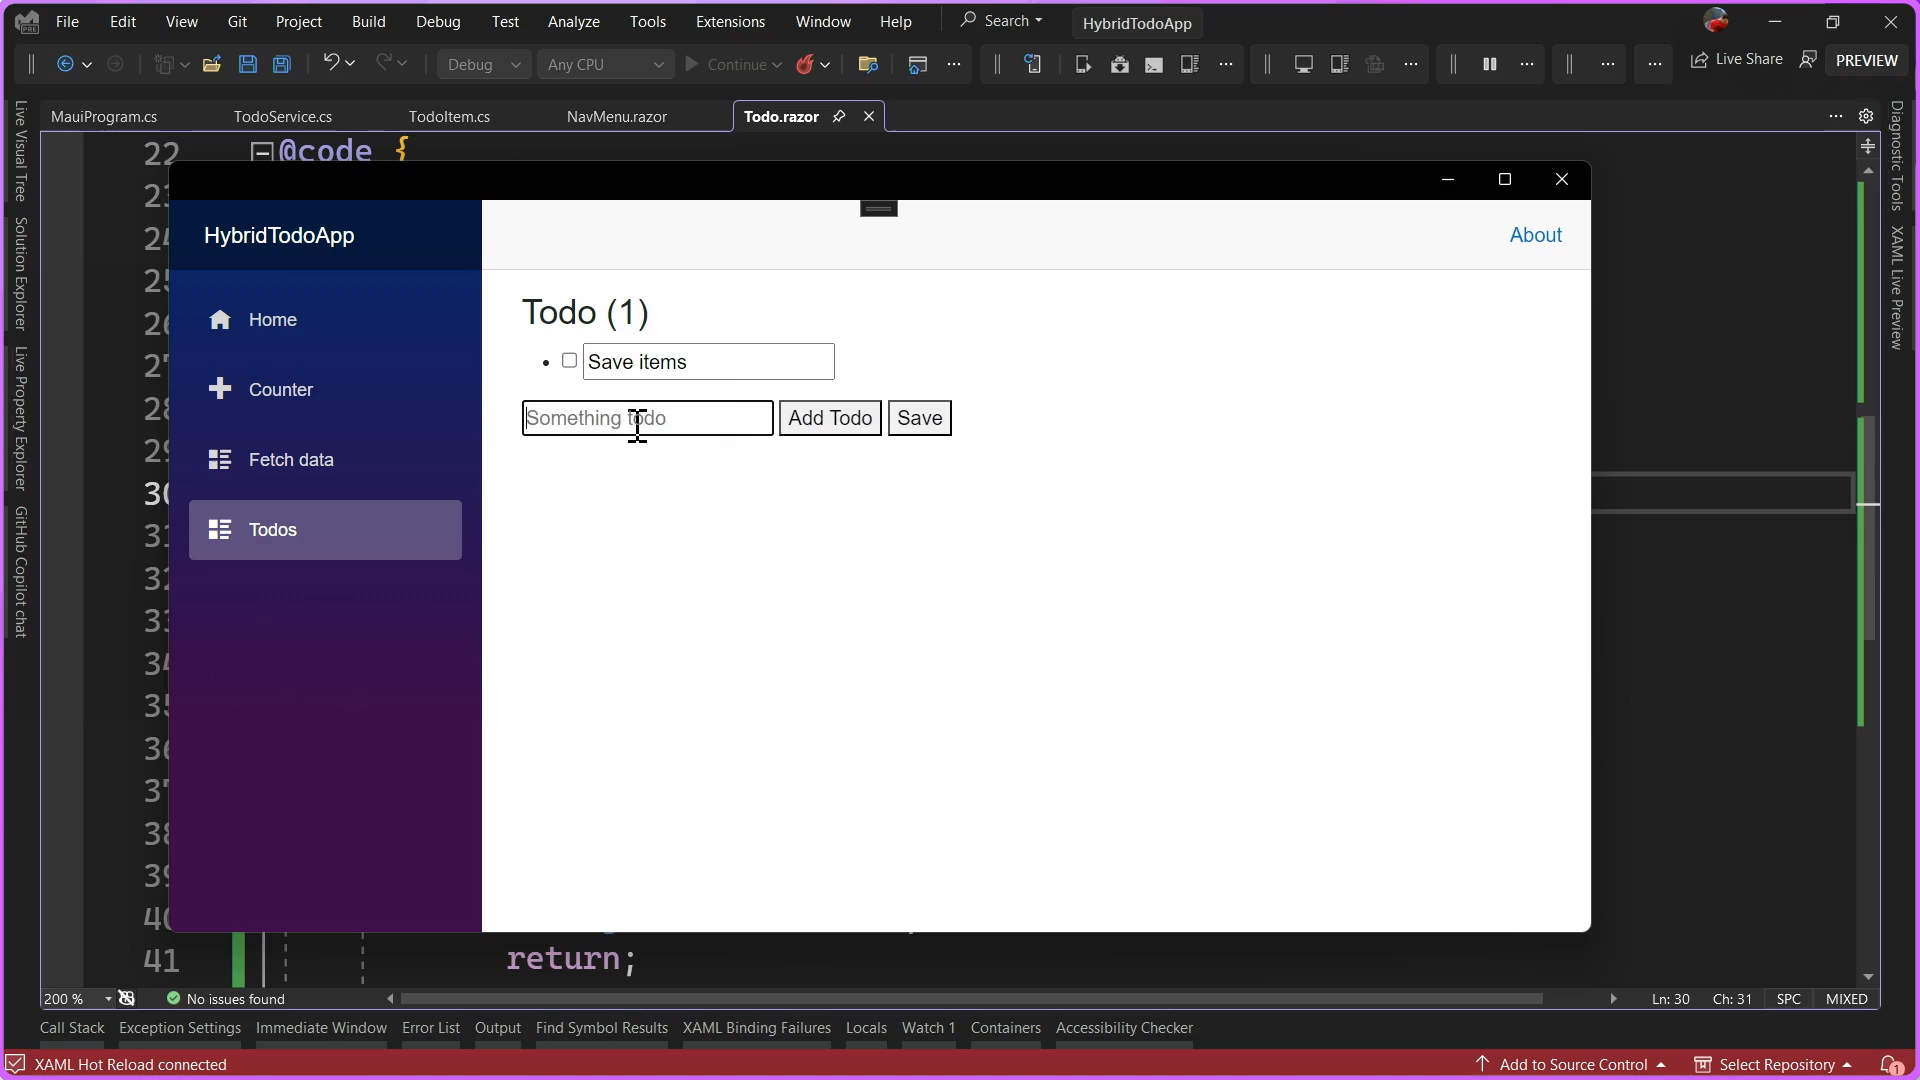 File Edit View Git Project Build Debug Test Analyze Tools Extensions Window Help Search HybridTodoApp
Debug Any CPU Continue Live Share PREVIEW
MauiProgram.cs TodoService.cs TodoItem.cs NavMenu.razor Todo.razor
Live Visual Tree
Solution Explorer
Live Property Explorer
GitHub Copilot chat
Diagnostic Tools
XAML Live Preview
22 @code {
HybridTodoApp
About
Home
Counter
Fetch data
Todos
Todo (1)
• Save items
Something todo Add Todo Save
41 return;
200 % No issues found Ln: 30 Ch: 31 SPC MIXED
Call Stack Exception Settings Immediate Window Error List Output Find Symbol Results XAML Binding Failures Locals Watch 1 Containers Accessibility Checker
XAML Hot Reload connected Add to Source Control Select Repository 1